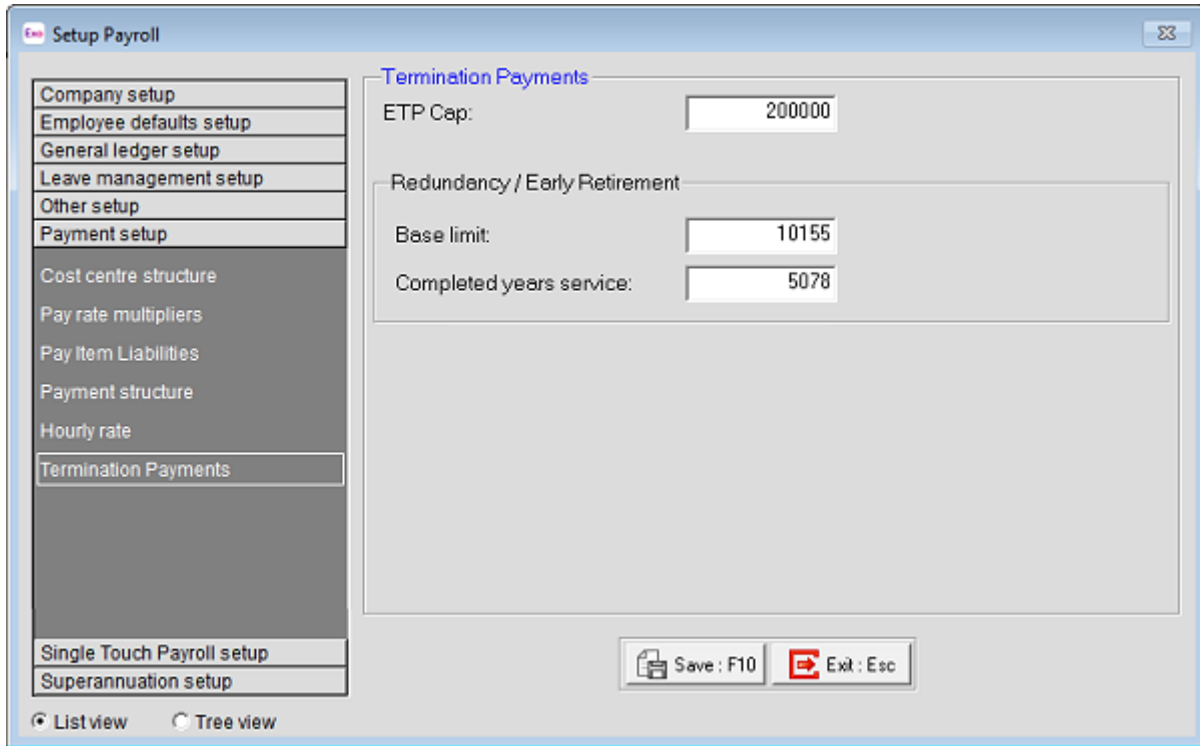 Exo Setup Payroll
Company setup
Employee defaults setup
General ledger setup
Leave management setup
Other setup
Payment setup
Cost centre structure
Pay rate multipliers
Pay Item Liabilities
Payment structure
Hourly rate
Termination Payments
Single Touch Payroll setup
Superannuation setup
List view Tree view
Termination Payments
ETP Cap: 200000
Redundancy / Early Retirement
Base limit: 10155
Completed years service: 5078
Save : F10 Exit : Esc